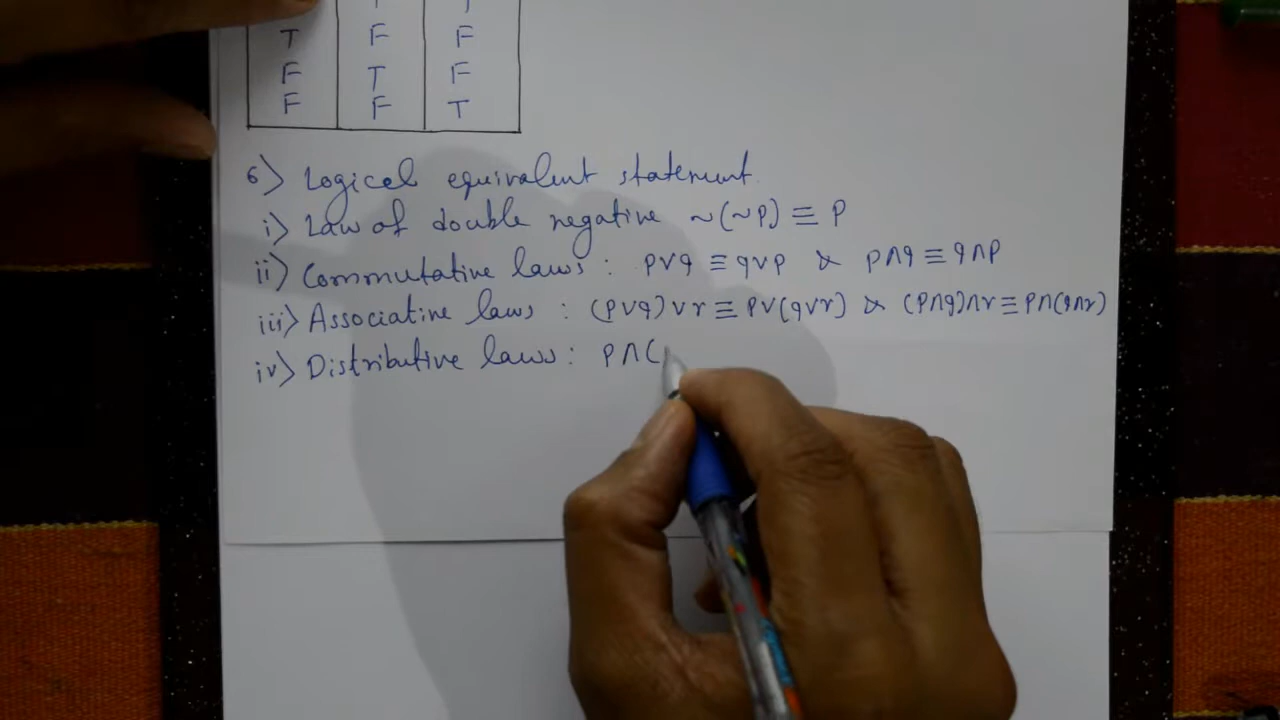 T F F
F T F
F F T
6) Logical equivalent statement.
i) Law of double negative ~(~p) ≡ p
ii) Commutative laws : p∨q ≡ q∨p & p∧q ≡ q∧p
iii) Associative laws : (p∨q)∨r ≡ p∨(q∨r) & (p∧q)∧r ≡ p∧(q∧r)
iv) Distributive laws : p∧(